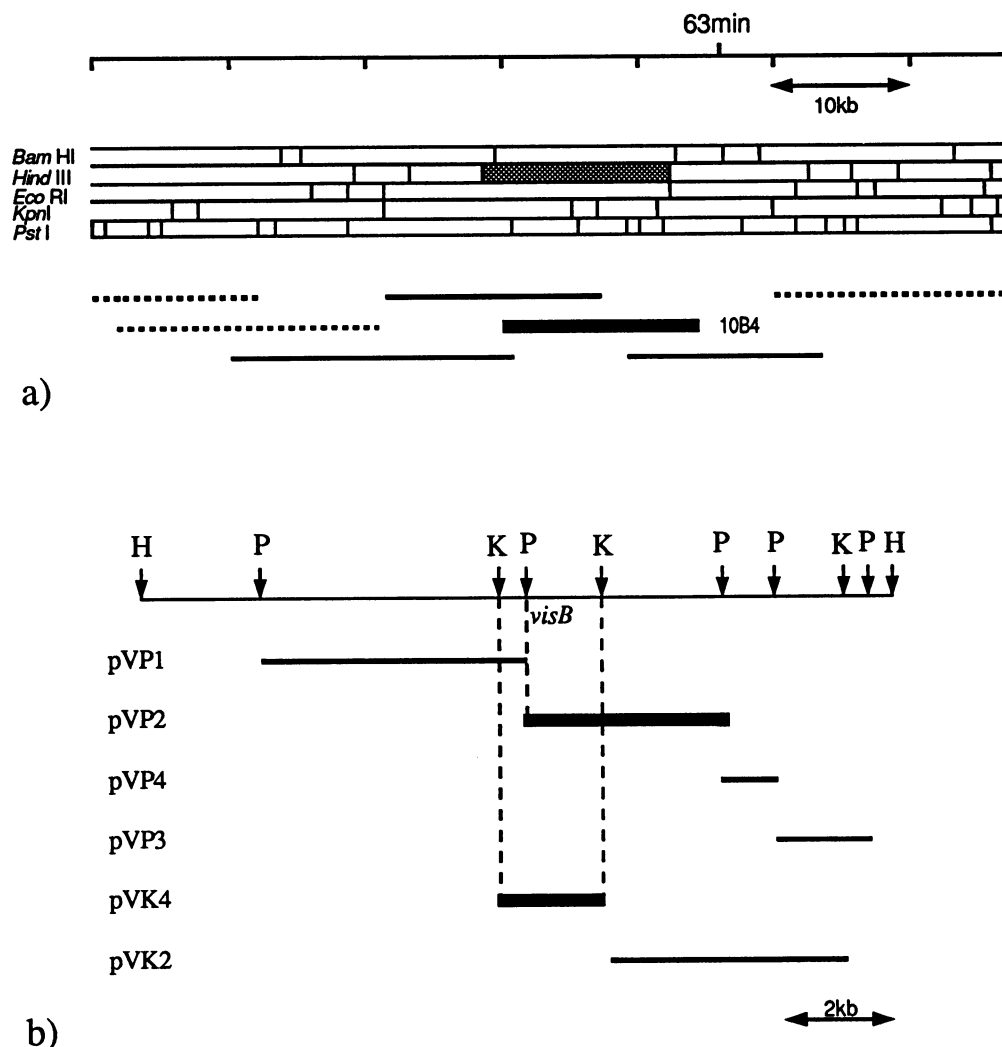 63min
10kb
Bam HI
Hind III
Eco RI
KpnI
Pst I
10B4
a)
H P K P K P P K P H
visB
pVP1
pVP2
pVP4
pVP3
pVK4
pVK2
2kb
b)